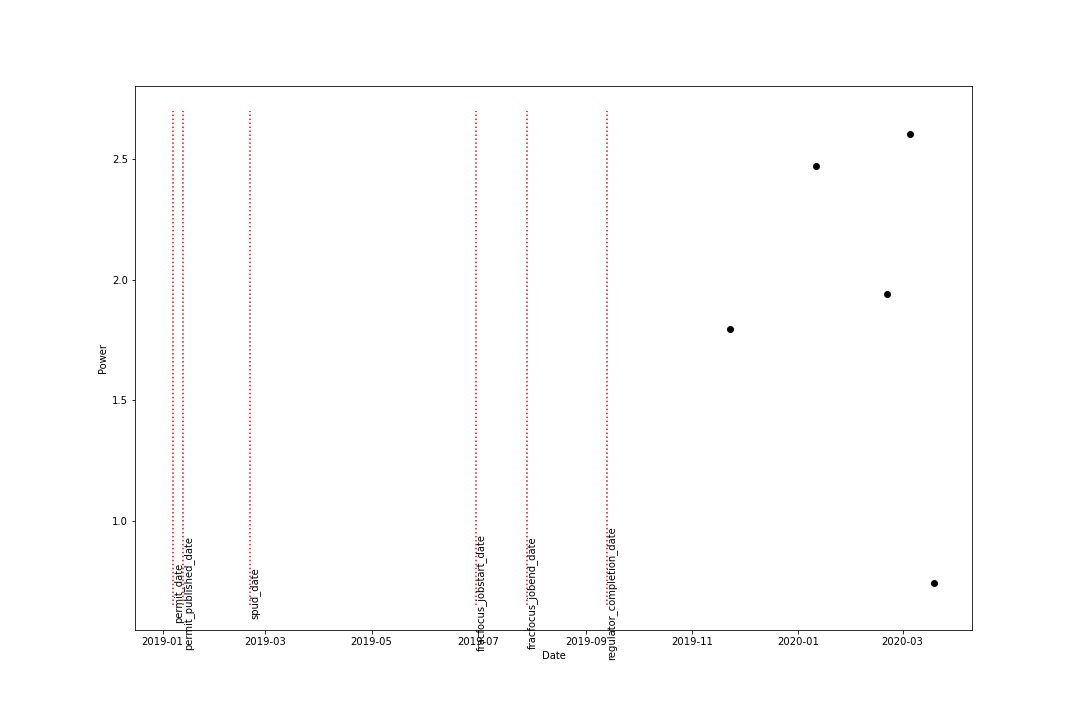 2.5
2.0
1.5
1.0
Power
permit_date
permit_published_date
spud_date
fracfocus_jobstart_date
fracfocus_jobend_date
regulator_completion_date
2019-01
2019-03
2019-05
2019-07
2019-09
2019-11
2020-01
2020-03
Date